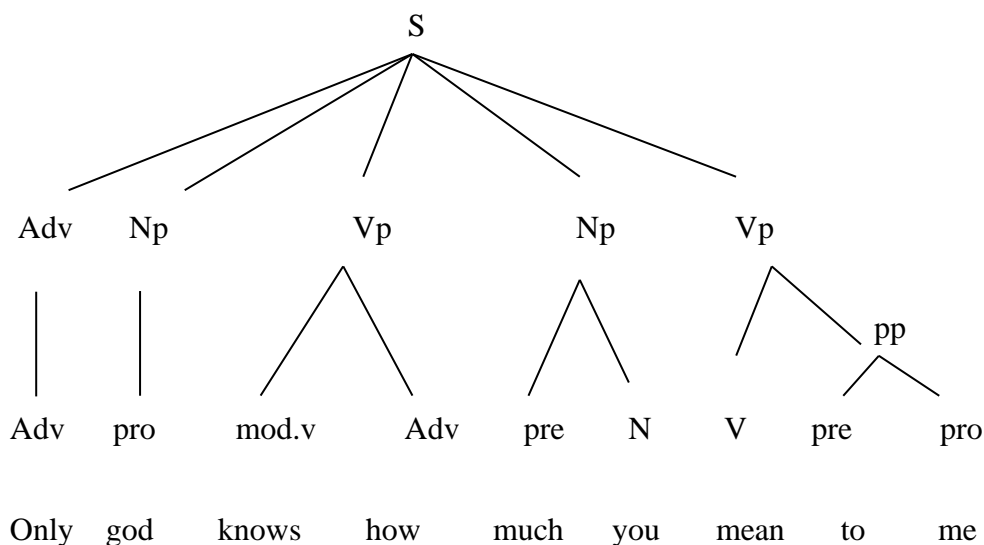 S
Adv Np Vp Np Vp
pp
Adv pro mod.v Adv pre N V pre pro
Only god knows how much you mean to me